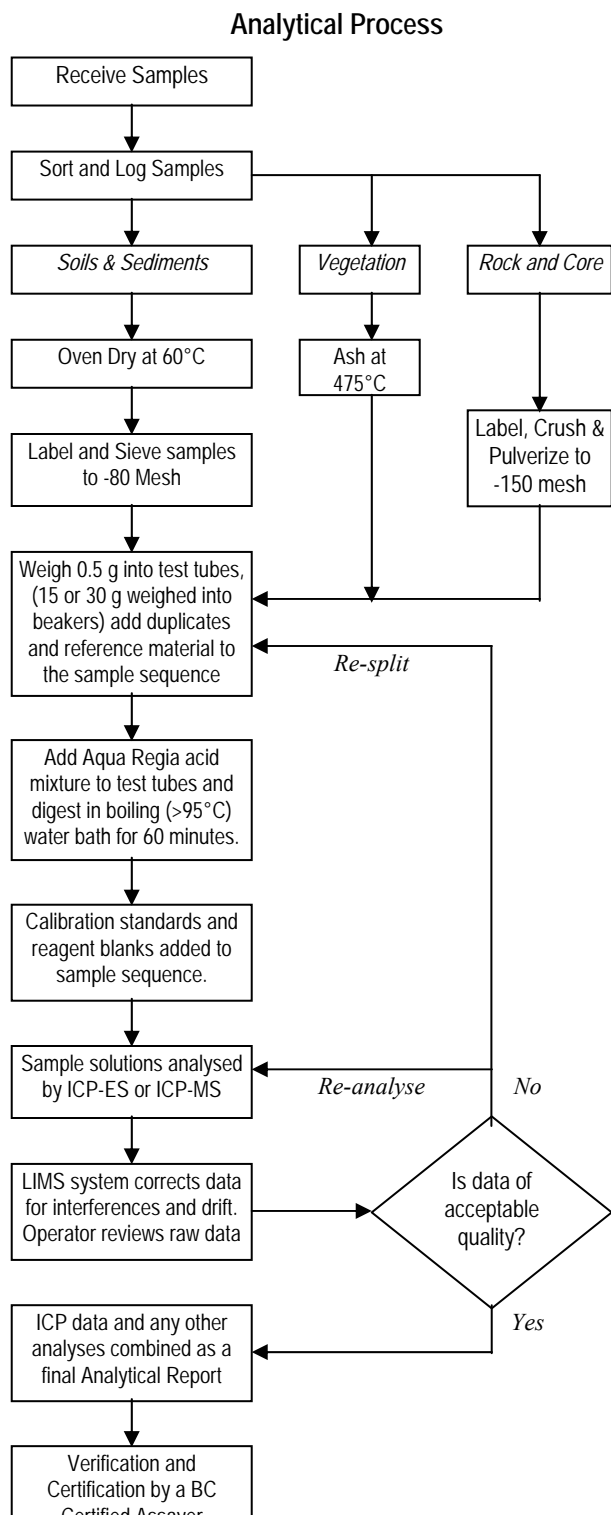 Analytical Process
Receive Samples
Sort and Log Samples
Soils & Sediments
Vegetation
Rock and Core
Oven Dry at 60°C
Ash at
475°C
Label, Crush &
Pulverize to
-150 mesh
Label and Sieve samples
to -80 Mesh
Weigh 0.5 g into test tubes,
(15 or 30 g weighed into
beakers) add duplicates
and reference material to
the sample sequence
Re-split
Add Aqua Regia acid
mixture to test tubes and
digest in boiling (>95°C)
water bath for 60 minutes.
Calibration standards and
reagent blanks added to
sample sequence.
Sample solutions analysed
by ICP-ES or ICP-MS
Re-analyse
No
LIMS system corrects data
for interferences and drift.
Operator reviews raw data
Is data of
acceptable
quality?
Yes
ICP data and any other
analyses combined as a
final Analytical Report
Verification and
Certification by a BC
Certified Assayer